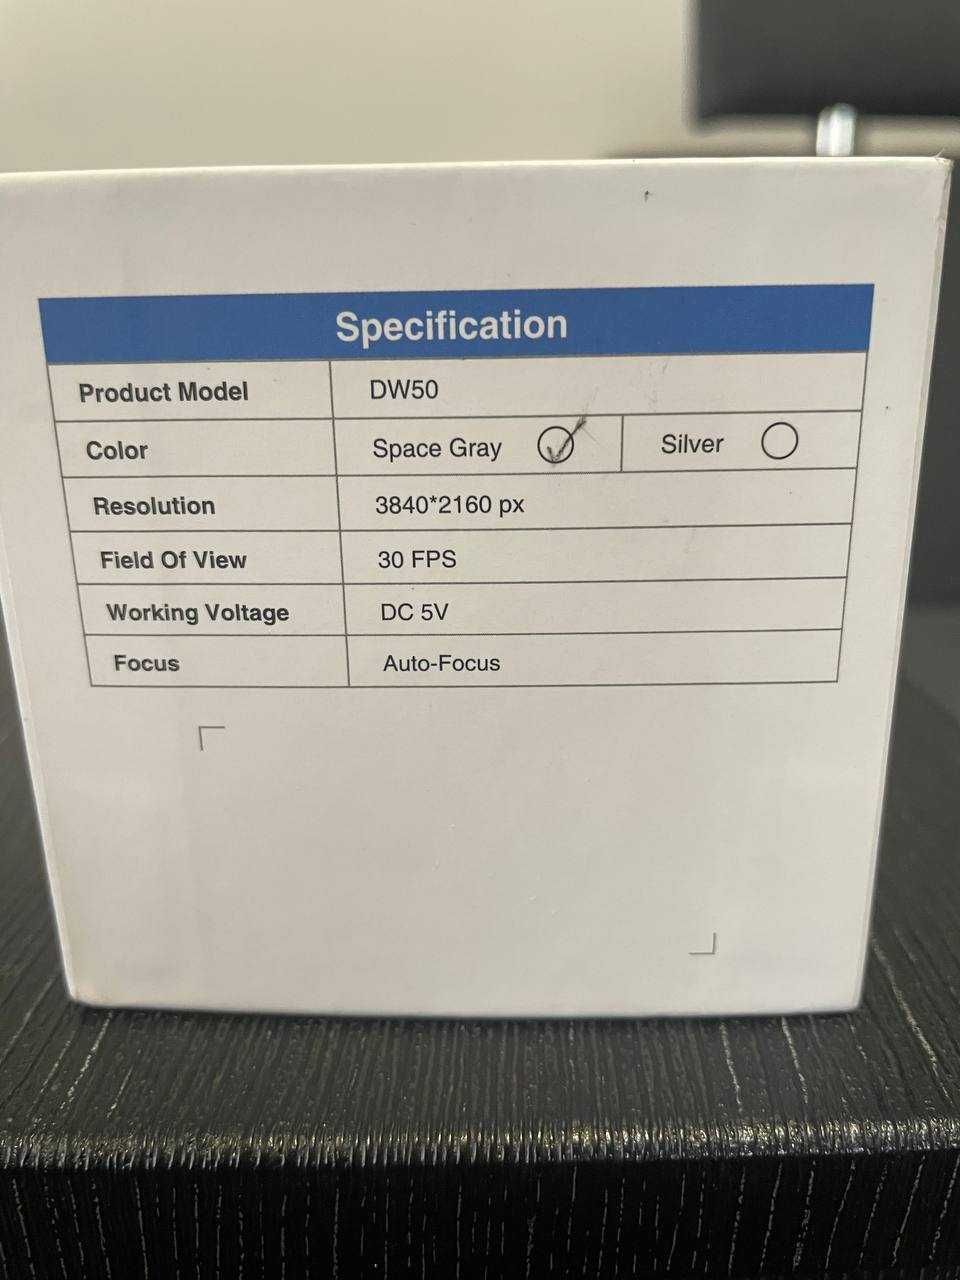 Specification
Product Model DW50
Color Space Gray Silver
Resolution 3840*2160 px
Field Of View 30 FPS
Working Voltage DC 5V
Focus Auto-Focus